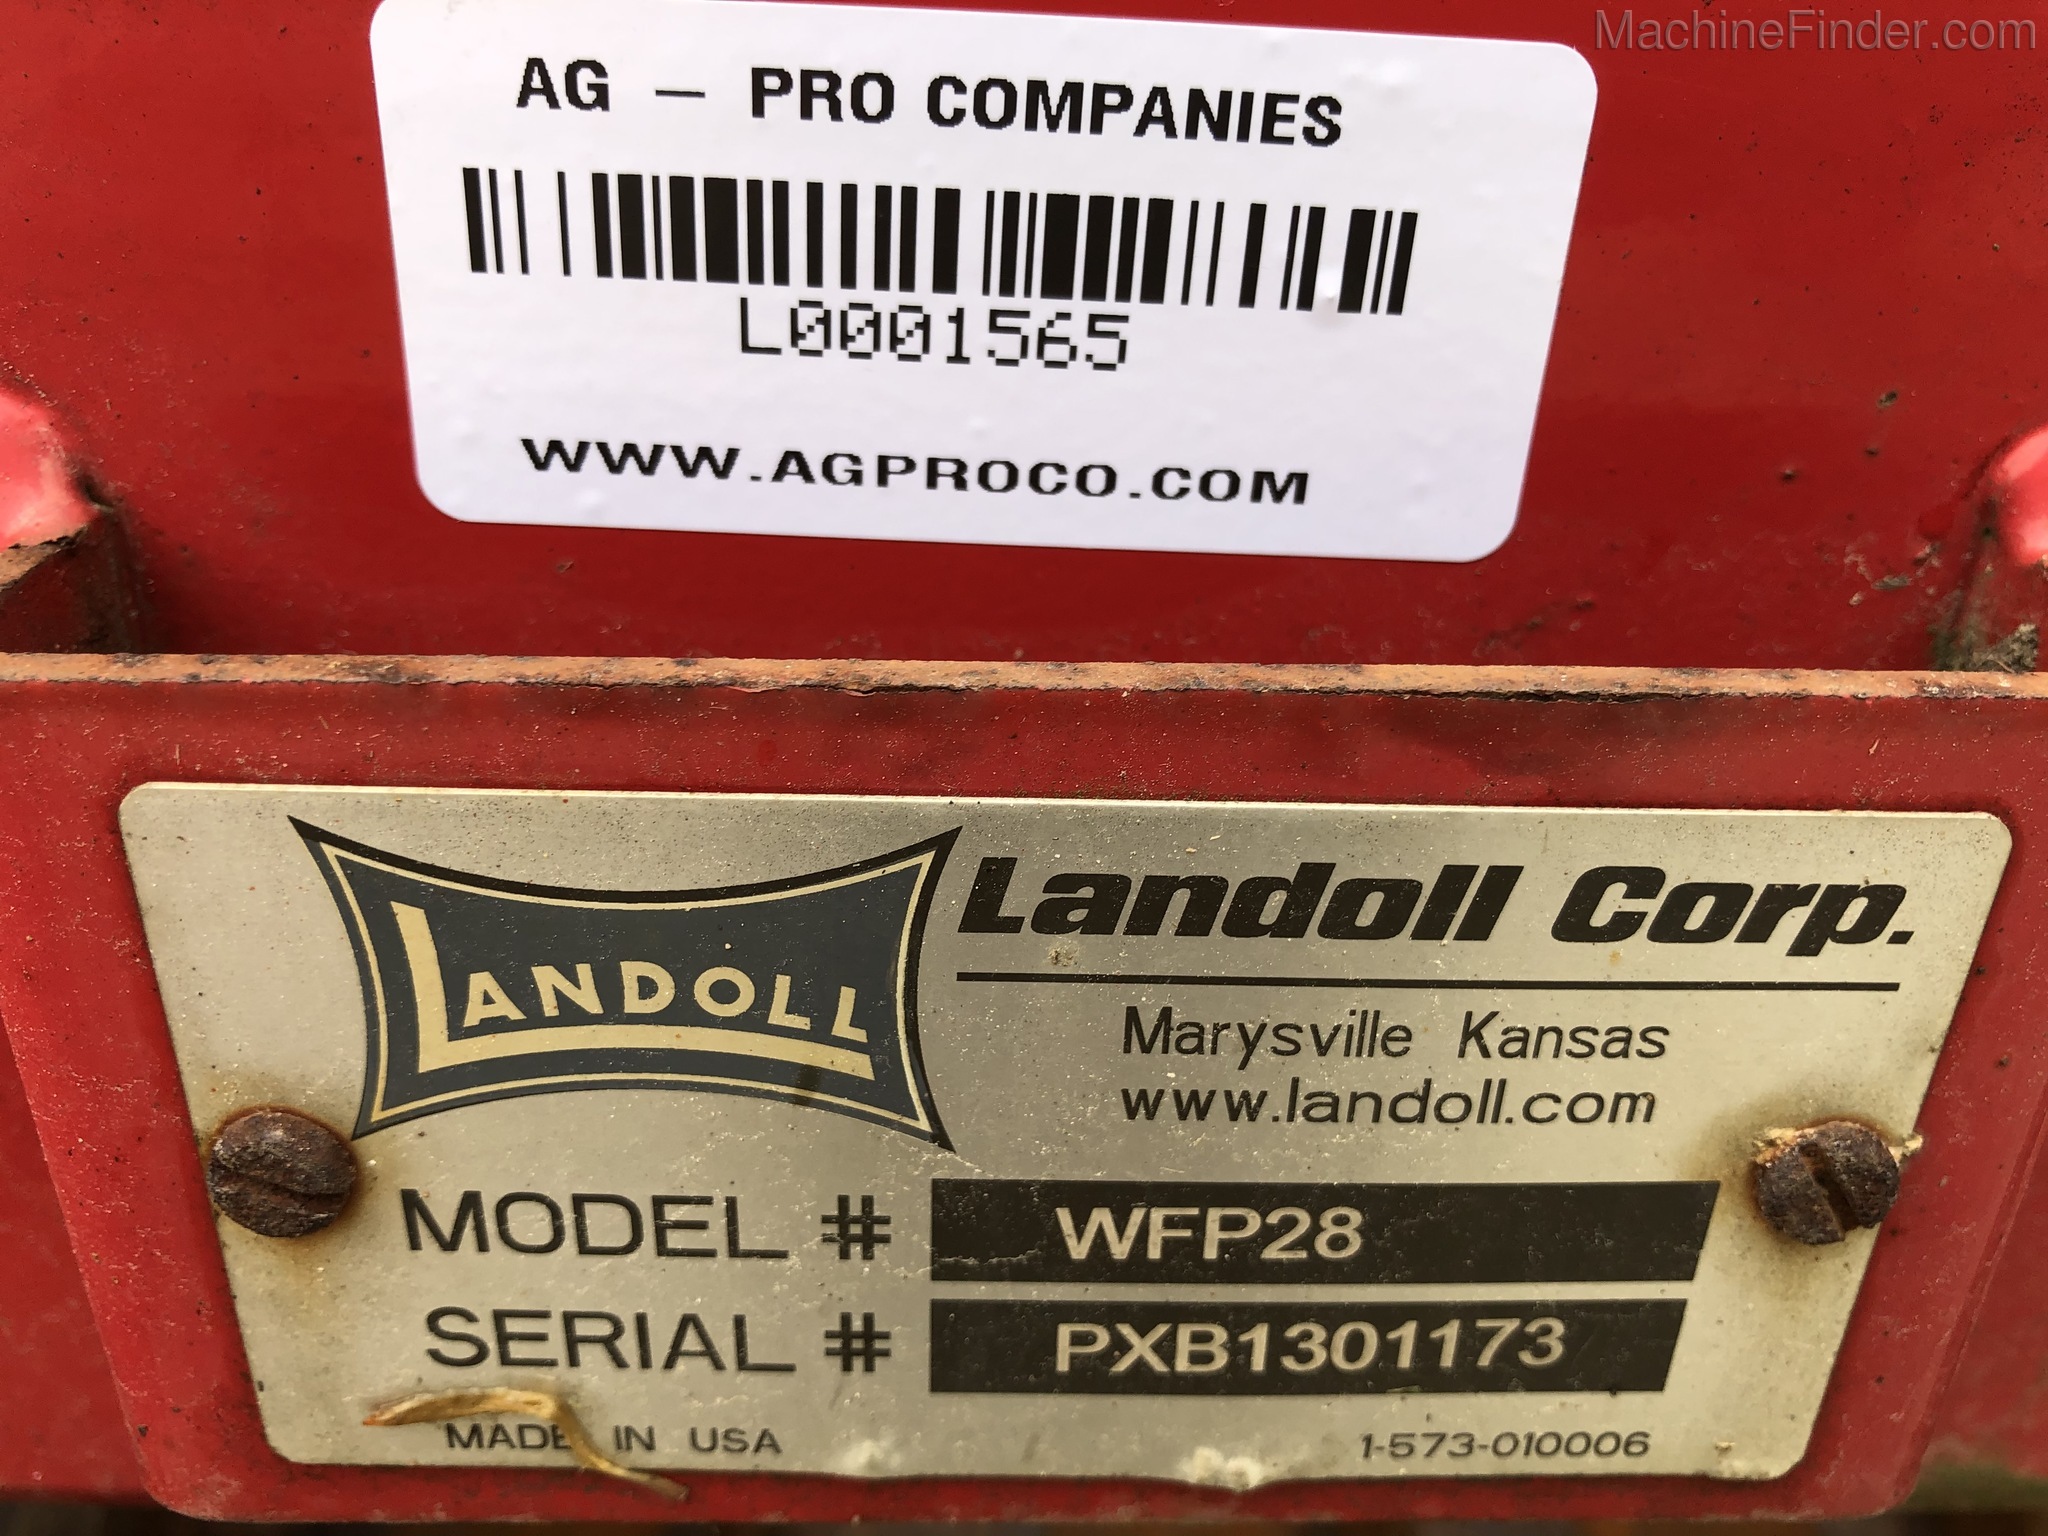 MachineFinder.com
AG - PRO COMPANIES
L0001565
WWW.AGPROCO.COM
LANDOLL
Landoll Corp.
Marysville Kansas
www.landoll.com
MODEL # WFP28
SERIAL # PXB1301173
MADE IN USA 1-573-010006